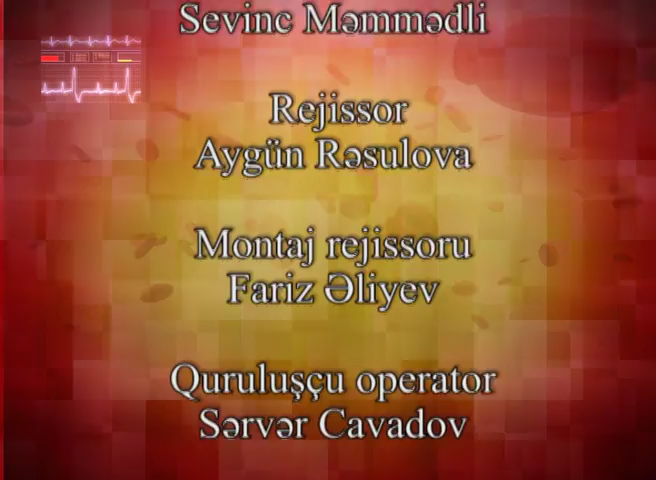 Sevinc Məmmədli
Rejissor
Aygün Rəsulova
Montaj rejissoru
Fariz Əliyev
Quruluşçu operator
Sərvər Cavadov